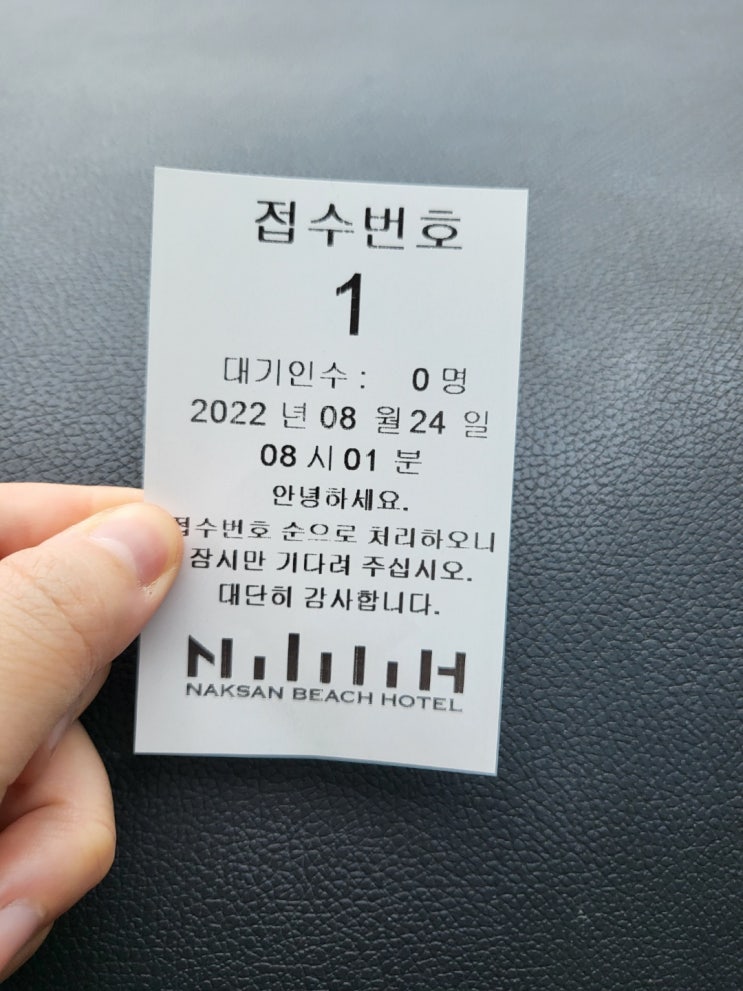 접수번호
1
대기인수 : 0 명
2022 년 08 월 24 일
08 시 01 분
안녕하세요.
접수번호 순으로 처리하오니
잠시만 기다려 주십시오.
대단히 감사합니다.
NAKSAN BEACH HOTEL